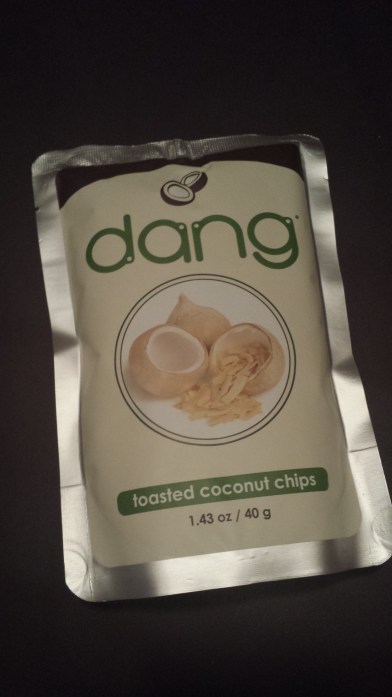 dang
toasted coconut chips
1.43 oz / 40 g